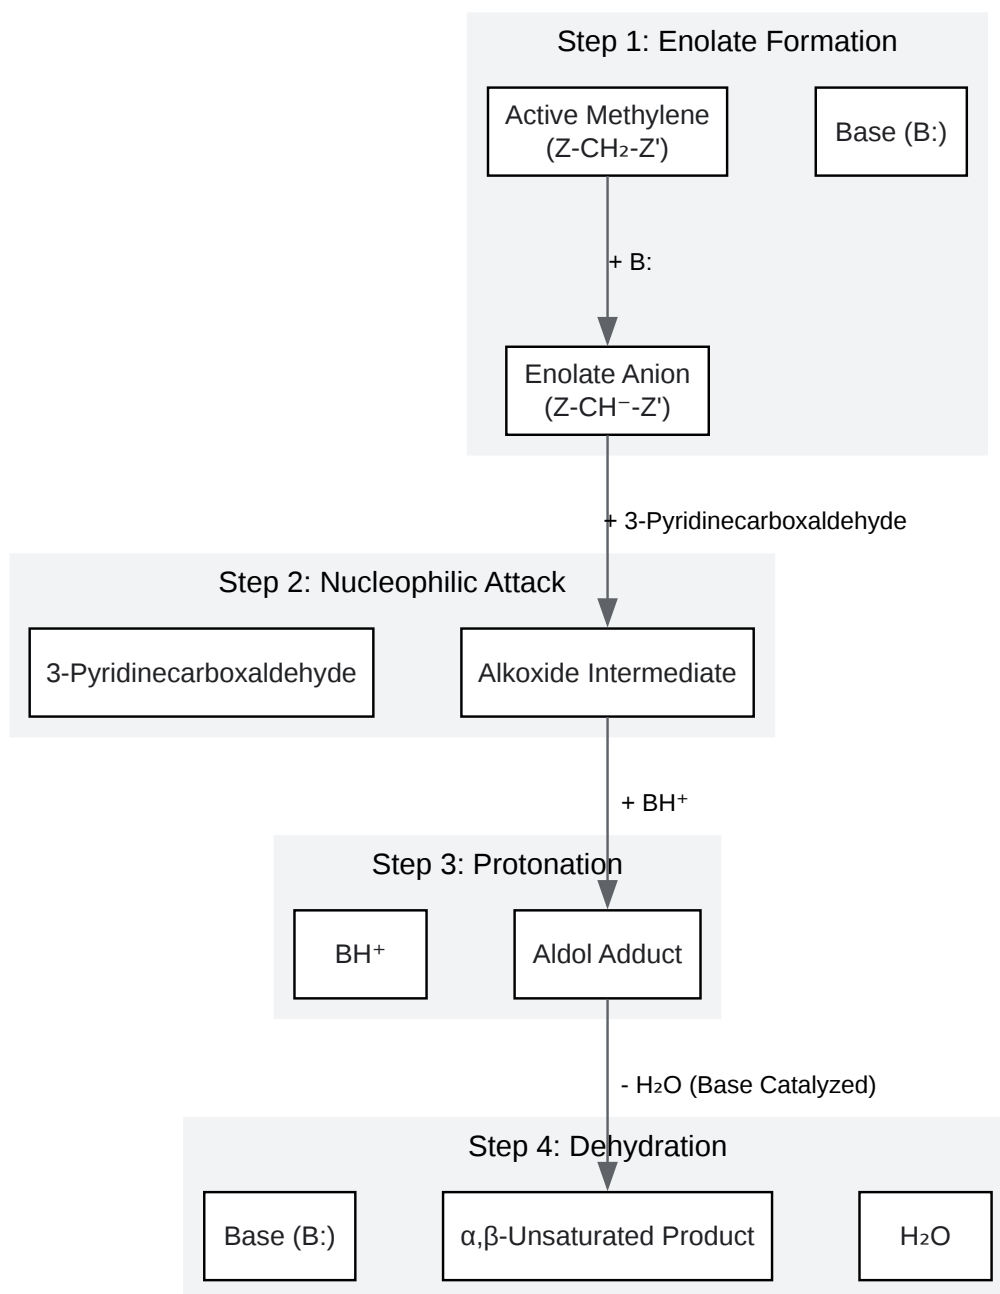 Step 1: Enolate Formation
Active Methylene
(Z-CH₂-Z')
Base (B:)
+ B:
Enolate Anion
(Z-CH⁻-Z')
+ 3-Pyridinecarboxaldehyde
Step 2: Nucleophilic Attack
3-Pyridinecarboxaldehyde
Alkoxide Intermediate
+ BH⁺
Step 3: Protonation
BH⁺
Aldol Adduct
- H₂O (Base Catalyzed)
Step 4: Dehydration
Base (B:)
α,β-Unsaturated Product
H₂O